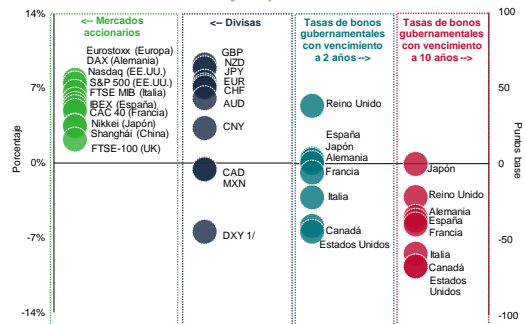 14%
7%
0%
-7%
-14%
Porcentaje
<-- Mercados
accionarios
Eurostoxx (Europa)
DAX (Alemania)
Nasdaq (EE.UU.)
S&P 500 (EE.UU.)
FTSE MIB (Italia)
IBEX (España)
CAC 40 (Francia)
Nikkei (Japón)
Shanghái (China)
FTSE-100 (UK)
<-- Divisas
GBP
NZD
JPY
EUR
CHF
AUD
CNY
CAD
MXN
DXY 1/
Tasas de bonos
gubernamentales
con vencimiento
a 2 años -->
Reino Unido
España
Japón
Alemania
Francia
Italia
Canadá
Estados Unidos
Tasas de bonos
gubernamentales
con vencimiento
a 10 años -->
Japón
Reino Unido
Alemania
España
Francia
Italia
Canadá
Estados
Unidos
100
50
0
-50
-100
Puntos base